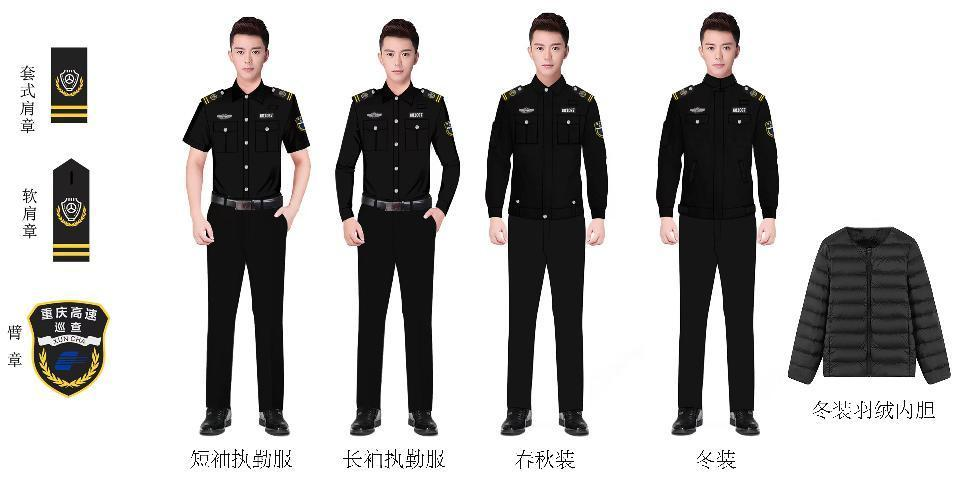 套式肩章
软肩章
臂章
重庆高速
巡查
XUN CHA
短袖执勤服
长袖执勤服
春秋装
冬装
冬装羽绒内胆